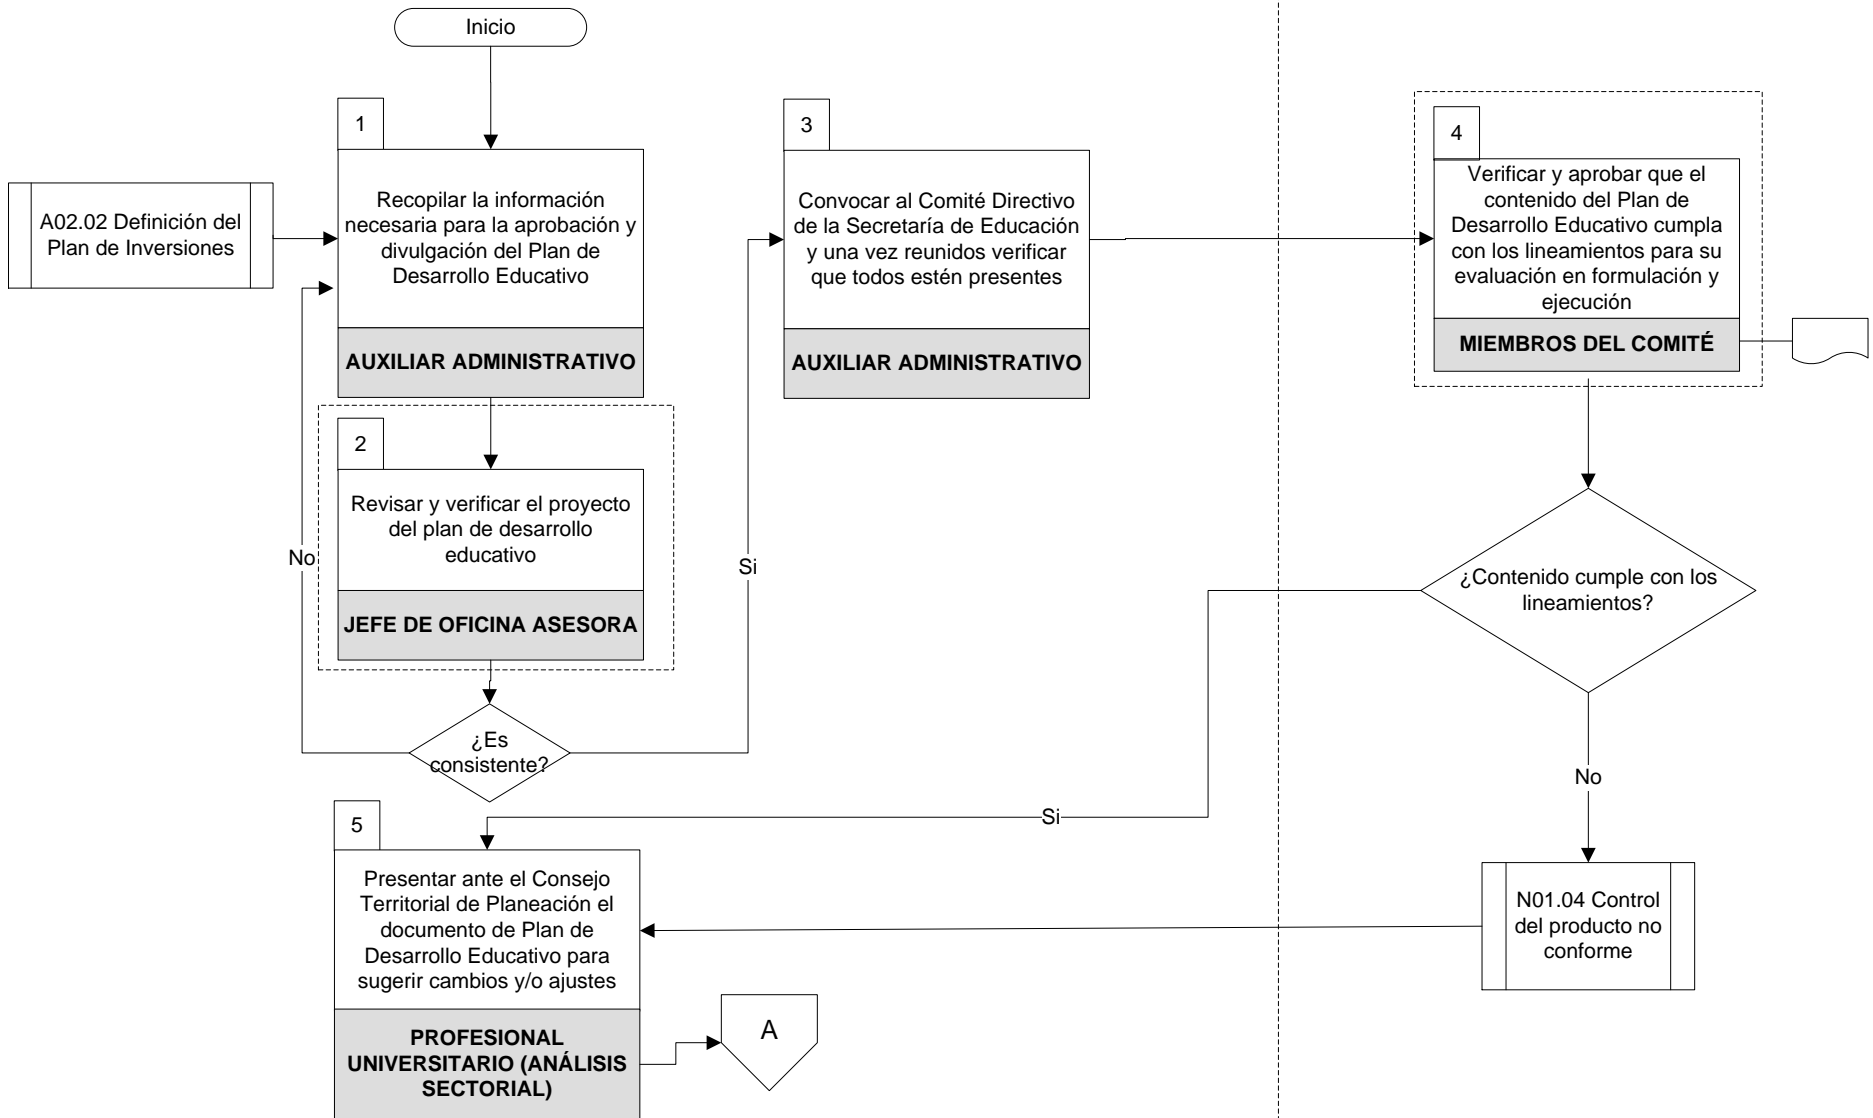 Inicio
1
Recopilar la información
necesaria para la aprobación y
divulgación del Plan de
Desarrollo Educativo
AUXILIAR ADMINISTRATIVO
A02.02 Definición del
Plan de Inversiones
2
Revisar y verificar el proyecto
del plan de desarrollo
educativo
JEFE DE OFICINA ASESORA
No
¿Es
consistente?
Si
3
Convocar al Comité Directivo
de la Secretaría de Educación
y una vez reunidos verificar
que todos estén presentes
AUXILIAR ADMINISTRATIVO
4
Verificar y aprobar que el
contenido del Plan de
Desarrollo Educativo cumpla
con los lineamientos para su
evaluación en formulación y
ejecución
MIEMBROS DEL COMITÉ
¿Contenido cumple con los
lineamientos?
No
Si
N01.04 Control
del producto no
conforme
5
Presentar ante el Consejo
Territorial de Planeación el
documento de Plan de
Desarrollo Educativo para
sugerir cambios y/o ajustes
PROFESIONAL
UNIVERSITARIO (ANÁLISIS
SECTORIAL)
A